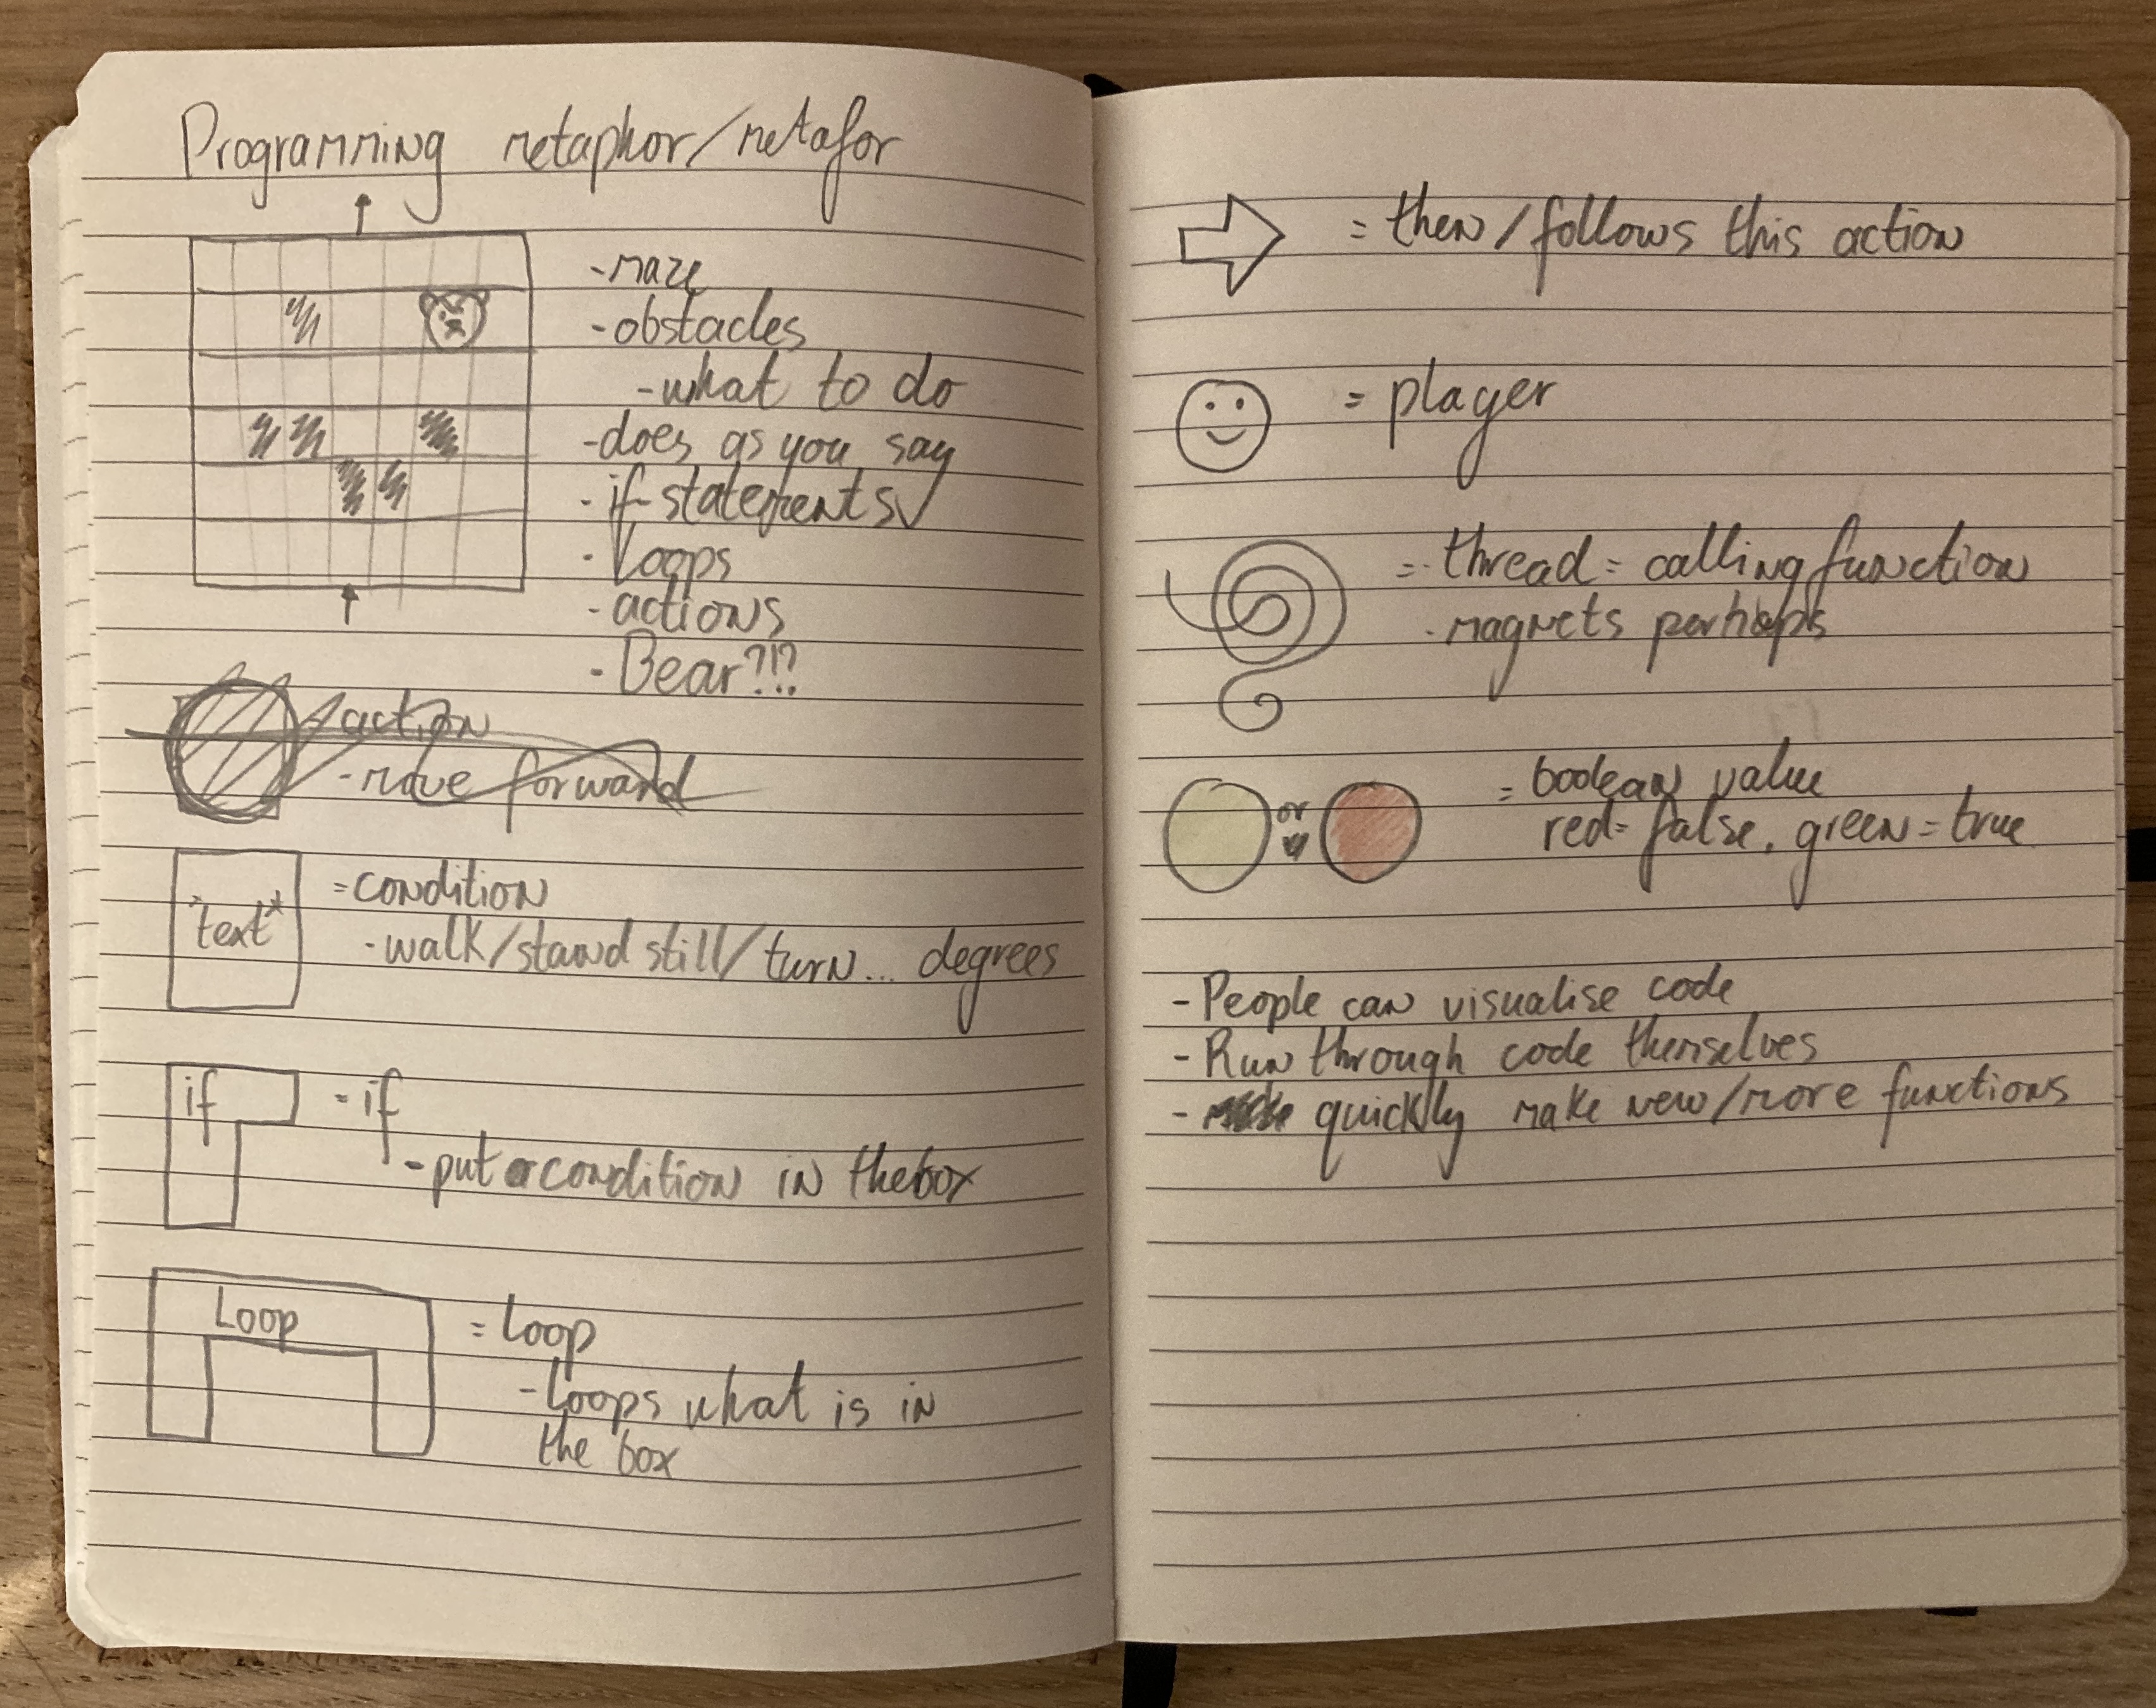 Programming metaphor/metafor
-maze
-obstacles
-what to do
-does as you say
-if-statements
-Loops
-actions
-Bear?!?
action
-move forward
*text*
=condition
-walk/stand still/turn... degrees
if
=if
-put a condition in the box
Loop
=Loop
-Loops what is in
the box
=then/follows this action
=player
=-thread=calling function
-magnets perhaps
or
=boolean value
red=false, green=true
-People can visualise code
-Run through code themselves
-quickly make new/more functions